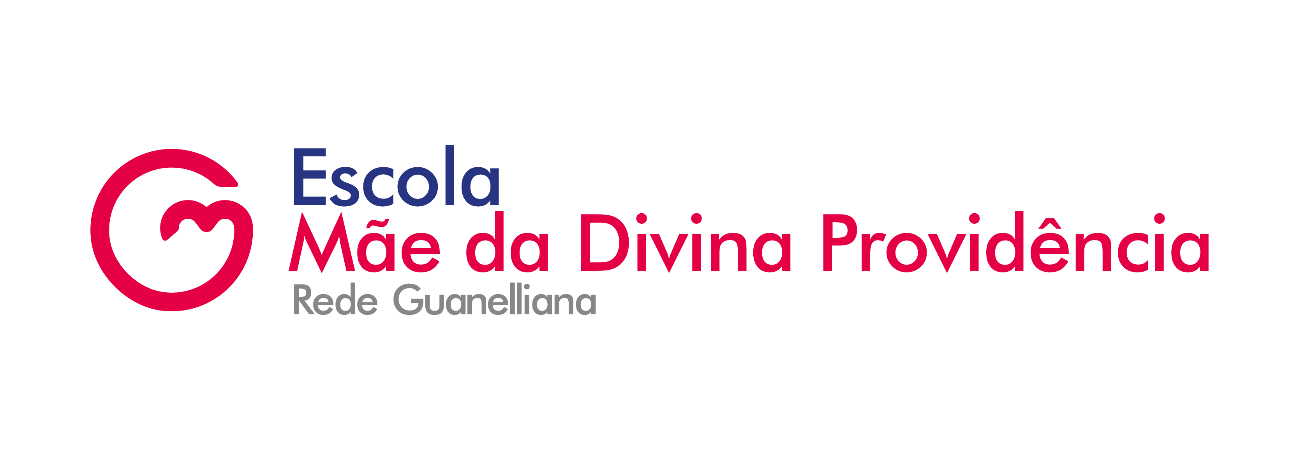 Escola
Mãe da Divina Providência
Rede Guanelliana